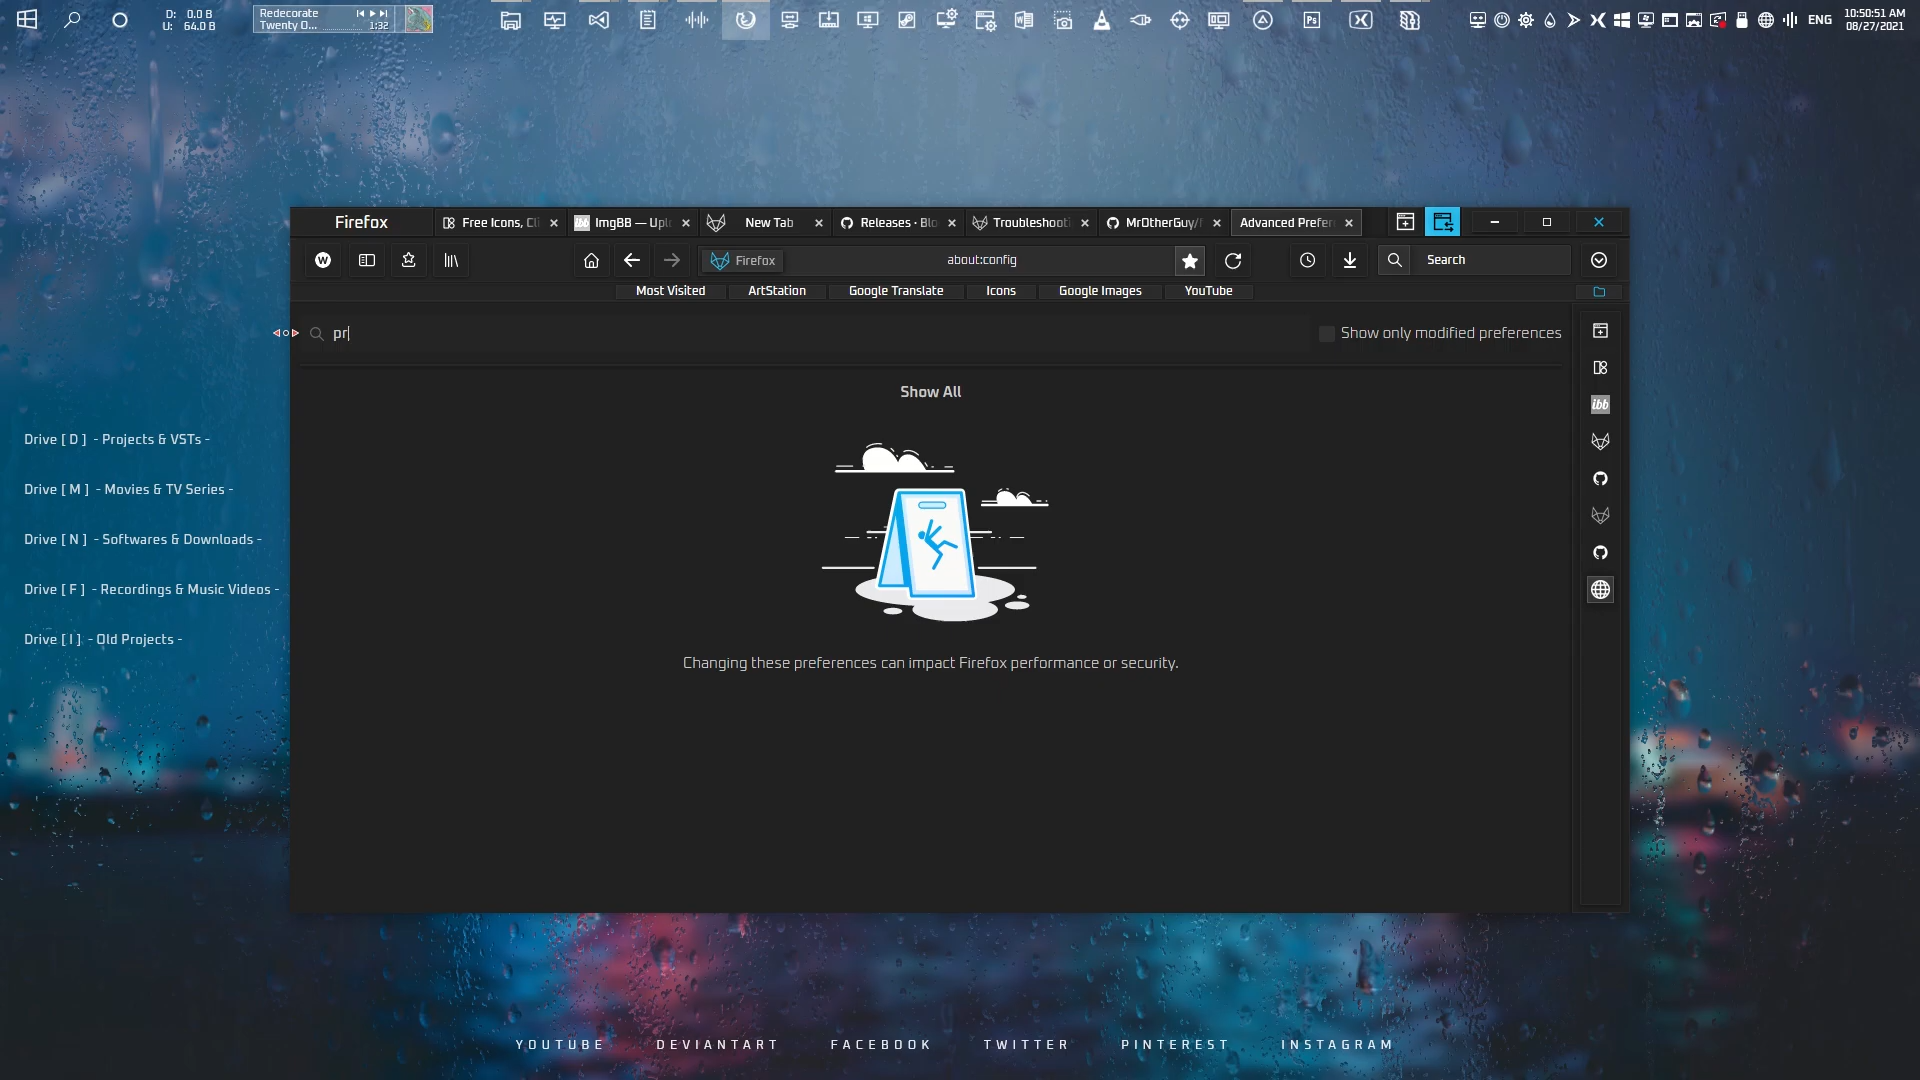 D: 0.0 B
U: 64.0 B
Redecorate
Twenty O...
1:32
ENG
10:50:51 AM
08/27/2021
Firefox
Free Icons, Cli
ImgBB — Uplo
New Tab
Releases · Blo
Troubleshooti
MrOtherGuy/f
Advanced Prefer
Firefox
about:config
Search
Most Visited
ArtStation
Google Translate
Icons
Google Images
YouTube
pr
Show only modified preferences
Show All
ibb
Changing these preferences can impact Firefox performance or security.
Drive [ D ] - Projects & VSTs -
Drive [ M ] - Movies & TV Series -
Drive [ N ] - Softwares & Downloads -
Drive [ F ] - Recordings & Music Videos -
Drive [ I ] - Old Projects -
YOUTUBE
DEVIANTART
FACEBOOK
TWITTER
PINTEREST
INSTAGRAM